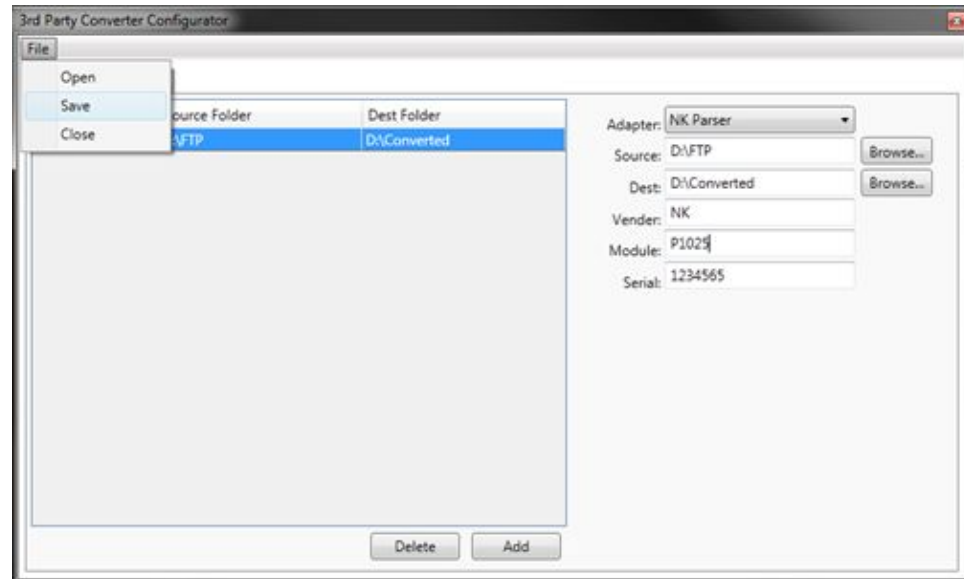 3rd Party Converter Configurator
File
Open
Save
Close
ource Folder Dest Folder
:\FTP D:\Converted
Adapter: NK Parser
Source: D:\FTP Browse...
Dest: D:\Converted Browse...
Vender: NK
Module: P1025
Serial: 1234565
Delete Add